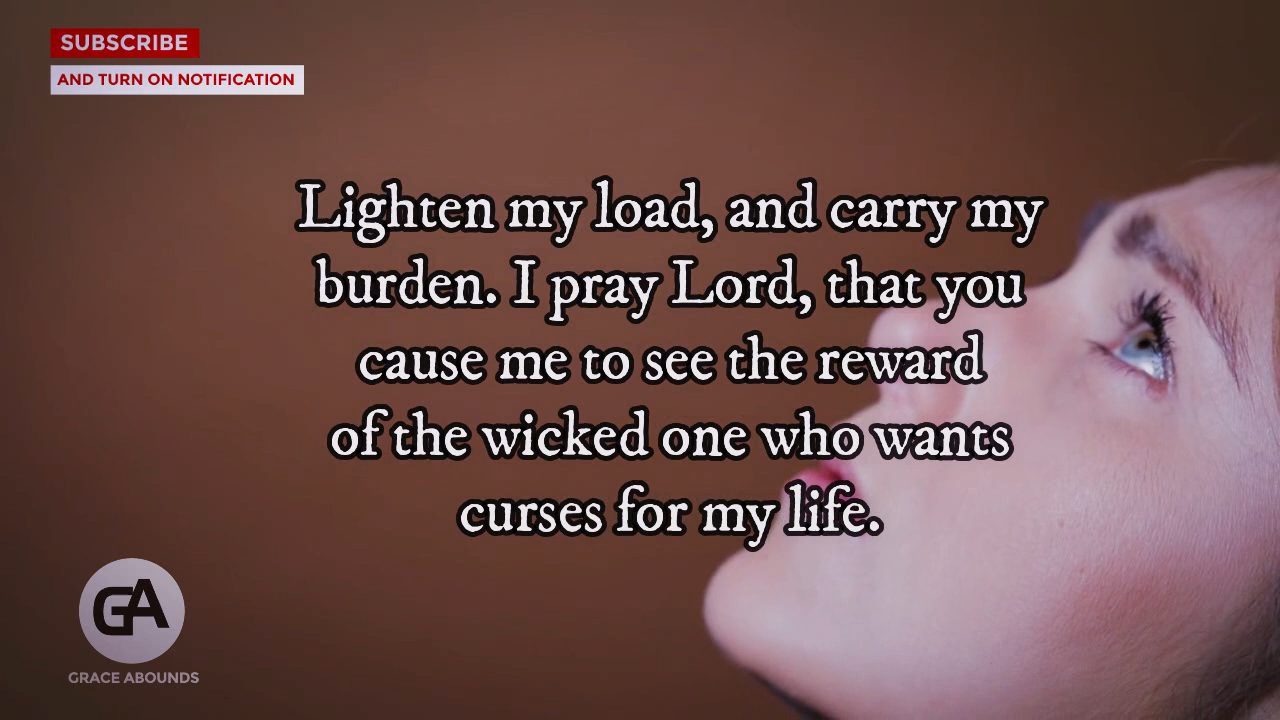 SUBSCRIBE
AND TURN ON NOTIFICATION
Lighten my load, and carry my
burden. I pray Lord, that you
cause me to see the reward
of the wicked one who wants
curses for my life.
GA
GRACE ABOUNDS